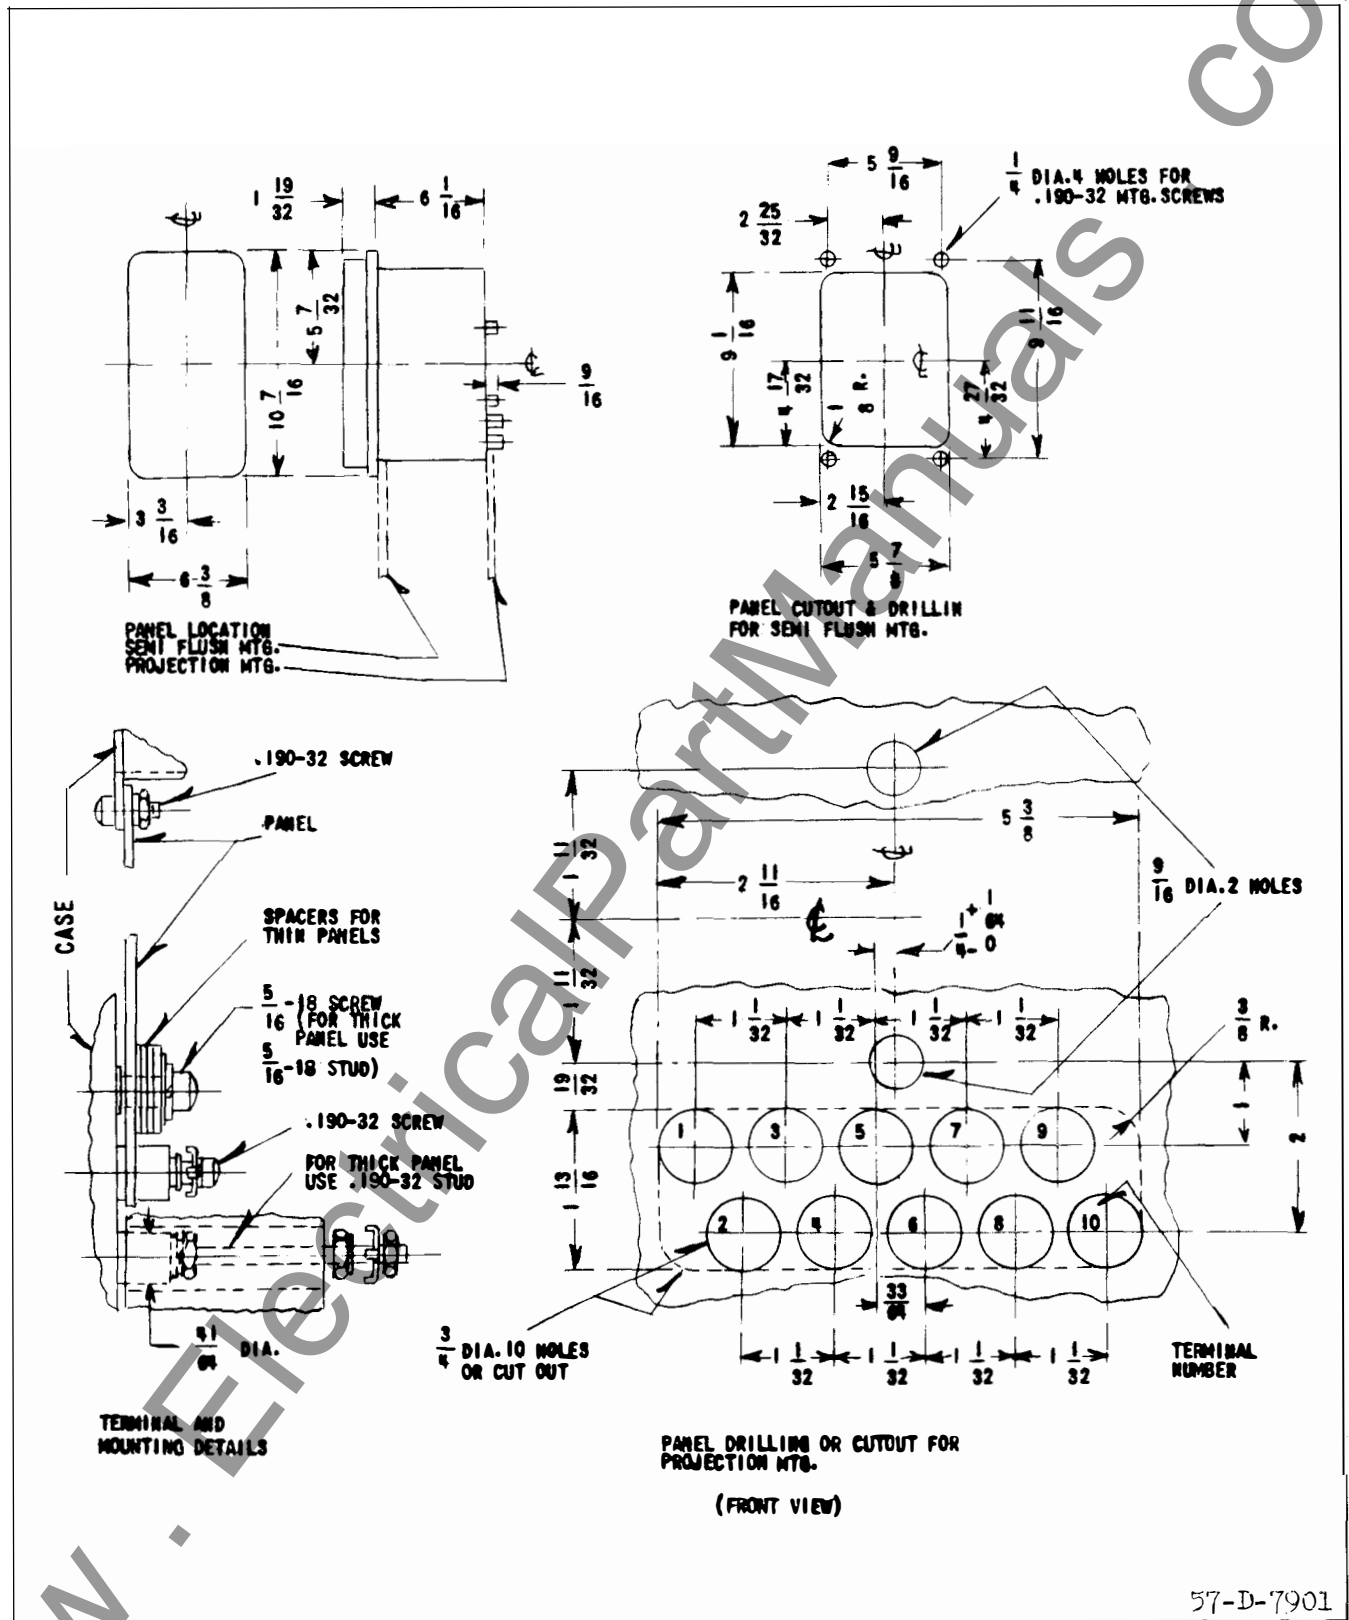 1 19/32
6 1/16
5 7/32
10 7/16
9/16
3 3/16
6 3/8
PANEL LOCATION
SEMI FLUSH MTG.
PROJECTION MTG.
5 9/16
1/4 DIA.4 HOLES FOR
.190-32 MTG.SCREWS
2 25/32
9 1/16
4 17/32
1/8 R.
9 11/16
4 27/32
2 15/16
5 7/8
PANEL CUTOUT & DRILLIN
FOR SEMI FLUSH MTG.
.190-32 SCREW
PANEL
CASE
SPACERS FOR
THIN PANELS
5/16-18 SCREW
(FOR THICK
PANEL USE
5/16-18 STUD)
.190-32 SCREW
FOR THICK PANEL
USE .190-32 STUD
41/64 DIA.
TERMINAL AND
MOUNTING DETAILS
5 3/8
1 11/32
2 11/16
9/16 DIA.2 HOLES
1/4 + 1/64 - 0
1 11/32
1 1/32
1 1/32
1 1/32
1 1/32
3/8 R.
19/32
1
2
1 3 5 7 9
1 13/16
2 4 6 8 10
33/64
3/4 DIA.10 HOLES
OR CUT OUT
1 1/32
1 1/32
1 1/32
1 1/32
TERMINAL
NUMBER
PANEL DRILLING OR CUTOUT FOR
PROJECTION MTG.
(FRONT VIEW)
57-D-7901
w . ElectricalPartManuals . co